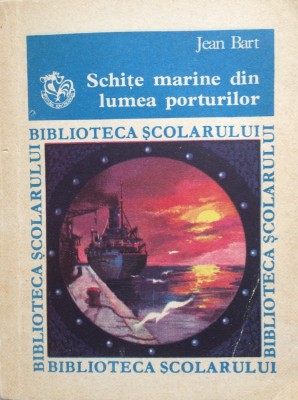 Jean Bart
Schițe marine din
lumea porturilor
BIBLIOTECA ȘCOLARULUI
BIBLIOTECA ȘCOLARULUI
BIBLIOTECA ȘCOLARULUI
BIBLIOTECA ȘCOLARULUI